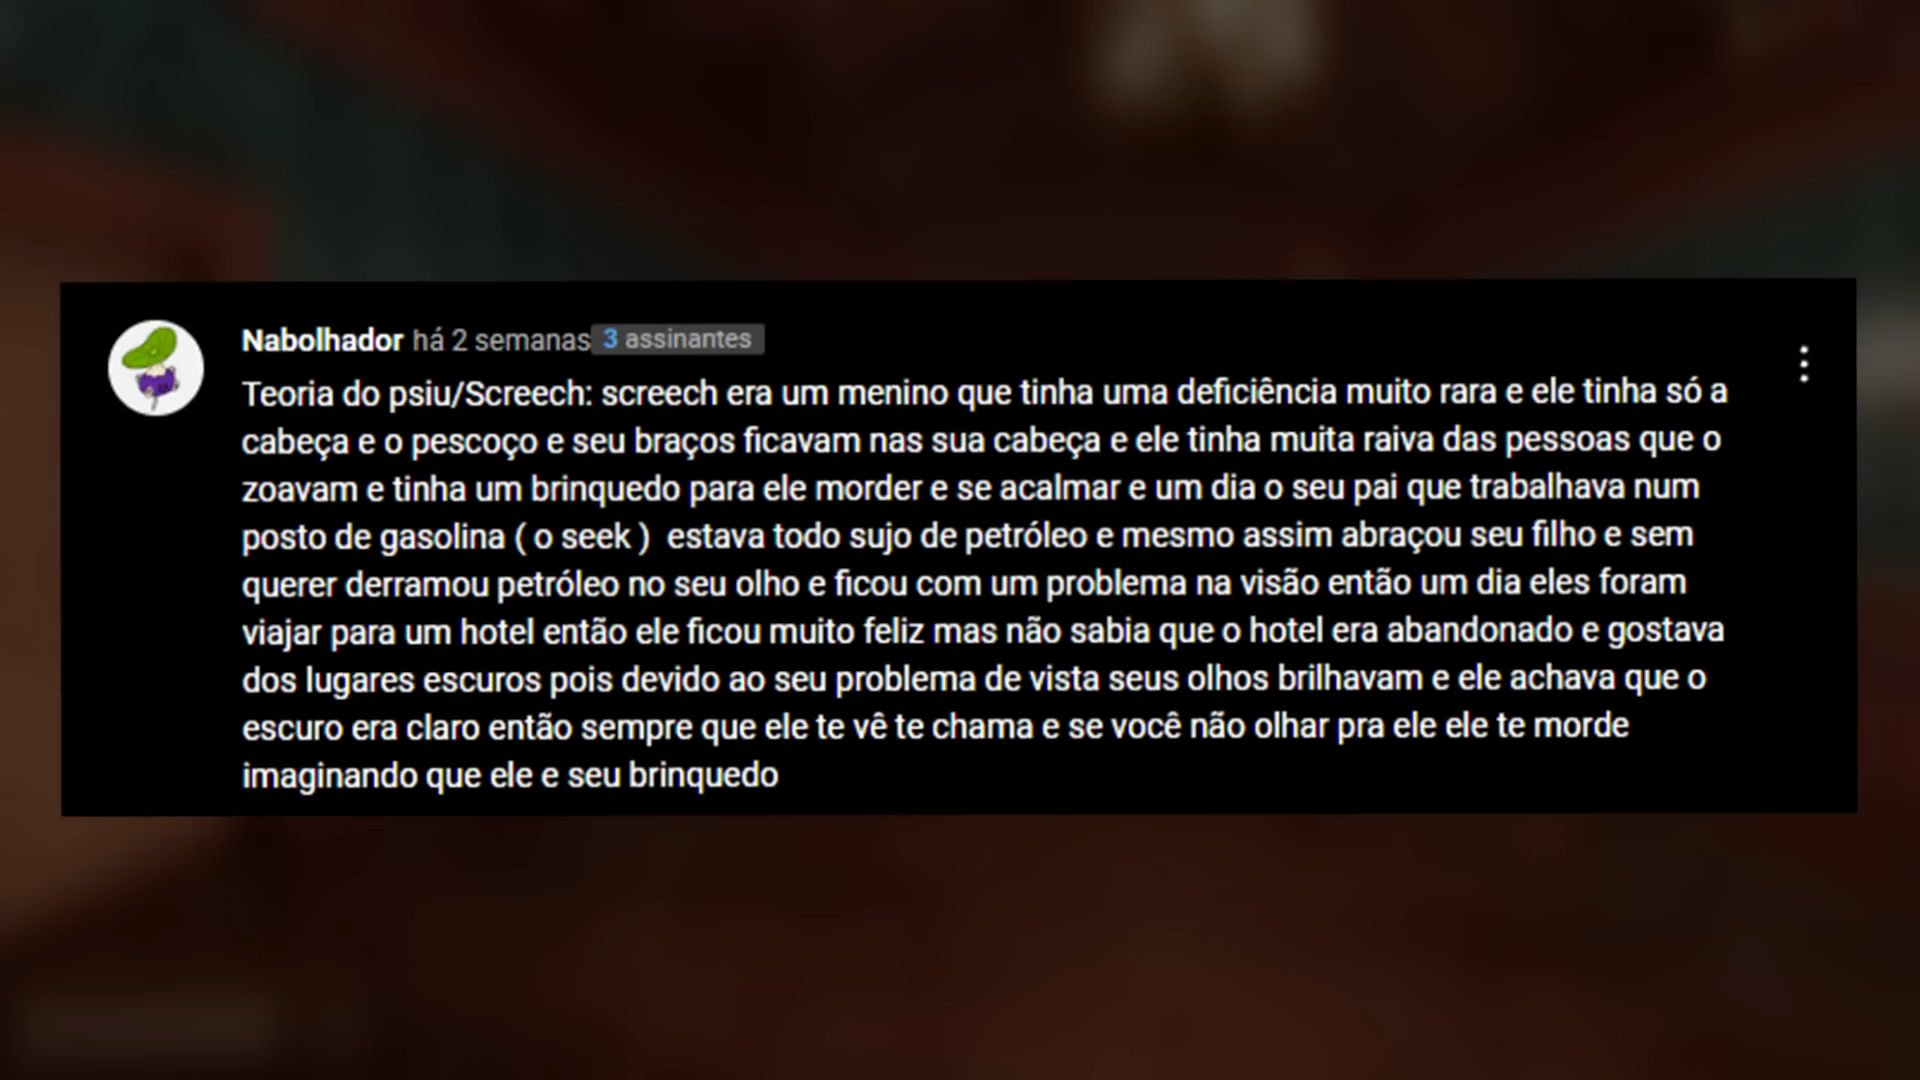 Nabolhador há 2 semanas 3 assinantes
Teoria do psiu/Screech: screech era um menino que tinha uma deficiência muito rara e ele tinha só a
cabeça e o pescoço e seu braços ficavam nas sua cabeça e ele tinha muita raiva das pessoas que o
zoavam e tinha um brinquedo para ele morder e se acalmar e um dia o seu pai que trabalhava num
posto de gasolina ( o seek )  estava todo sujo de petróleo e mesmo assim abraçou seu filho e sem
querer derramou petróleo no seu olho e ficou com um problema na visão então um dia eles foram
viajar para um hotel então ele ficou muito feliz mas não sabia que o hotel era abandonado e gostava
dos lugares escuros pois devido ao seu problema de vista seus olhos brilhavam e ele achava que o
escuro era claro então sempre que ele te vê te chama e se você não olhar pra ele ele te morde
imaginando que ele e seu brinquedo